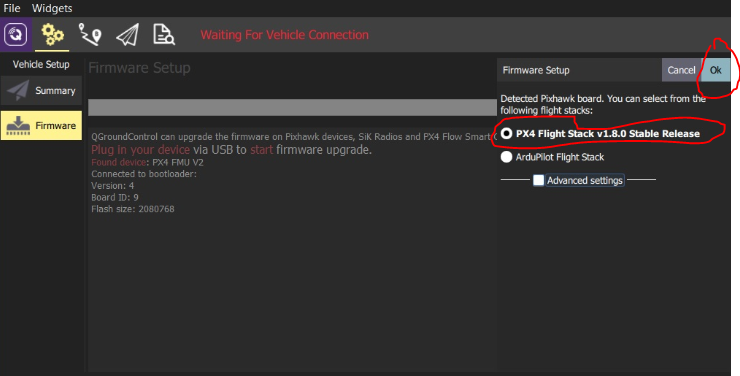 File Widgets
Waiting For Vehicle Connection
Vehicle Setup
Summary
Firmware
Firmware Setup
QGroundControl can upgrade the firmware on Pixhawk devices, SiK Radios and PX4 Flow Smart
Plug in your device via USB to start firmware upgrade.
Found device: PX4 FMU V2
Connected to bootloader:
Version: 4
Board ID: 9
Flash size: 2080768
Firmware Setup Cancel Ok
Detected Pixhawk board. You can select from the
following flight stacks:
PX4 Flight Stack v1.8.0 Stable Release
ArduPilot Flight Stack
Advanced settings